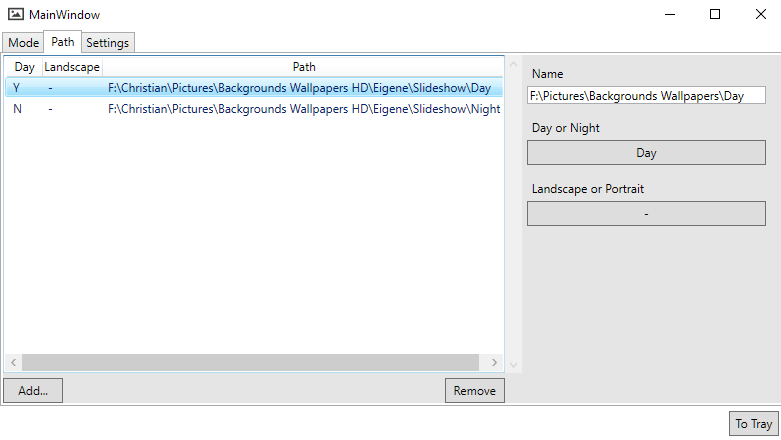 MainWindow
Mode Path Settings
Day Landscape Path
Y - F:\Christian\Pictures\Backgrounds Wallpapers HD\Eigene\Slideshow\Day
N - F:\Christian\Pictures\Backgrounds Wallpapers HD\Eigene\Slideshow\Night
Name
F:\Pictures\Backgrounds Wallpapers\Day
Day or Night
Day
Landscape or Portrait
-
Add... Remove
To Tray